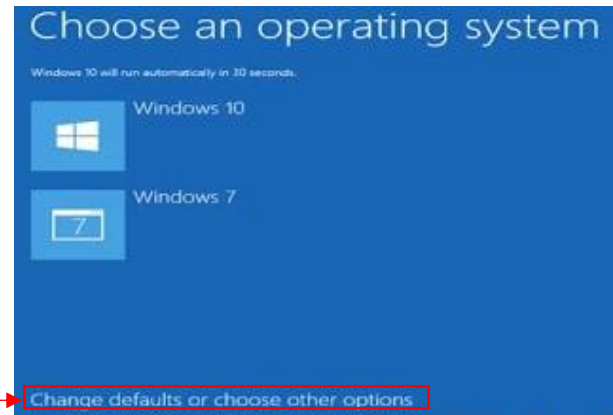 Choose an operating system
Windows 10 will run automatically in 30 seconds.
Windows 10
Windows 7
7
Change defaults or choose other options